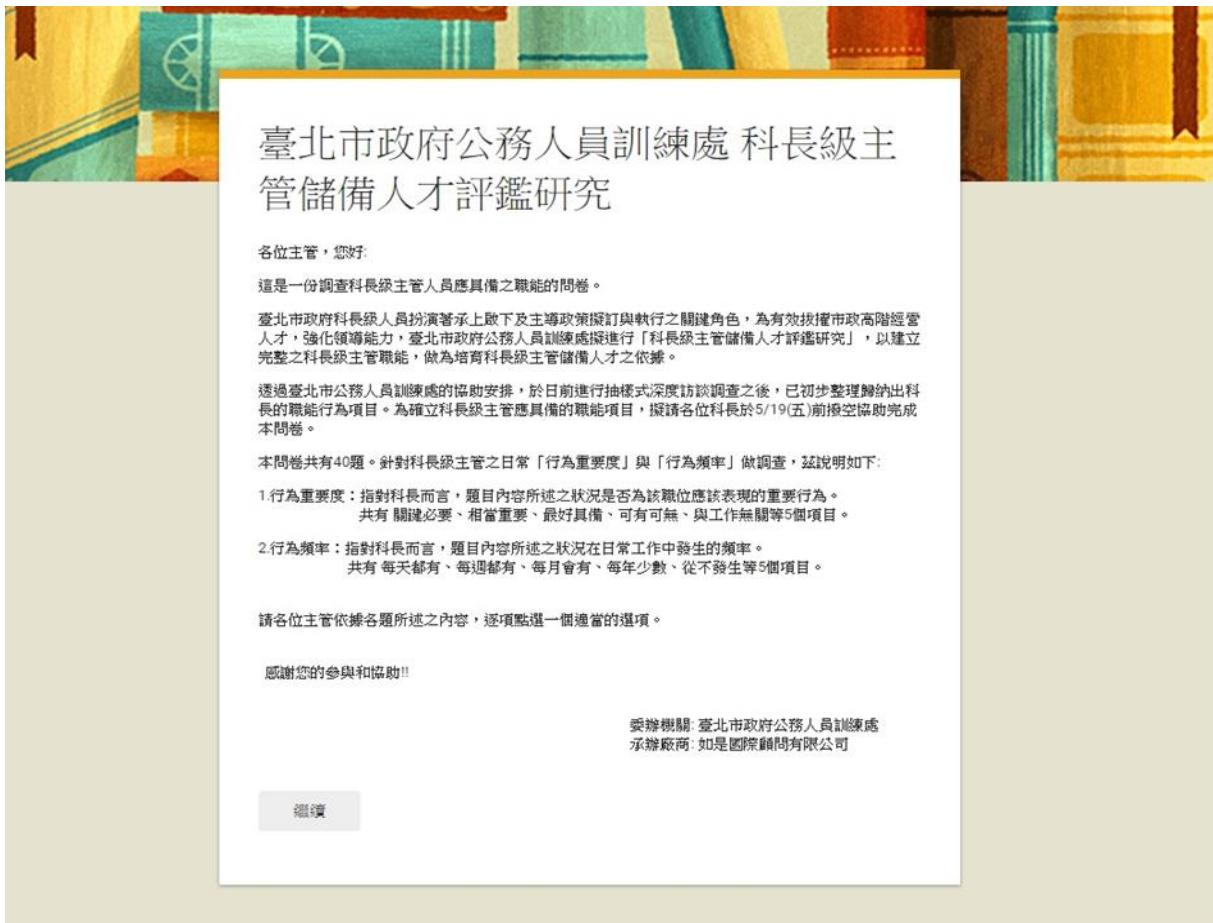 臺北市政府公務人員訓練處 科長級主
管儲備人才評鑑研究
各位主管，您好:
這是一份調查科長級主管人員應具備之職能的問卷。
臺北市政府科長級人員扮演著承上啟下及主導政策擬訂與執行之關鍵角色，為有效拔擢市政高階經營
人才，強化領導能力，臺北市政府公務人員訓練處擬進行「科長級主管儲備人才評鑑研究」，以建立
完整之科長級主管職能，做為培育科長級主管儲備人才之依據。
透過臺北市公務人員訓練處的協助安排，於日前進行抽樣式深度訪談調查之後，已初步整理歸納出科
長的職能行為項目。為確立科長級主管應具備的職能項目，擬請各位科長於5/19(五)前撥空協助完成
本問卷。
本問卷共有40題。針對科長級主管之日常「行為重要度」與「行為頻率」做調查，茲說明如下:
1.行為重要度：指對科長而言，題目內容所述之狀況是否為該職位應該表現的重要行為。
共有 關鍵必要、相當重要、最好具備、可有可無、與工作無關等5個項目。
2.行為頻率：指對科長而言，題目內容所述之狀況在日常工作中發生的頻率。
共有 每天都有、每週都有、每月會有、每年少數、從不發生等5個項目。
請各位主管依據各題所述之內容，逐項點選一個適當的選項。
感謝您的參與和協助!!
委辦機關: 臺北市政府公務人員訓練處
承辦廠商: 如是國際顧問有限公司
繼續